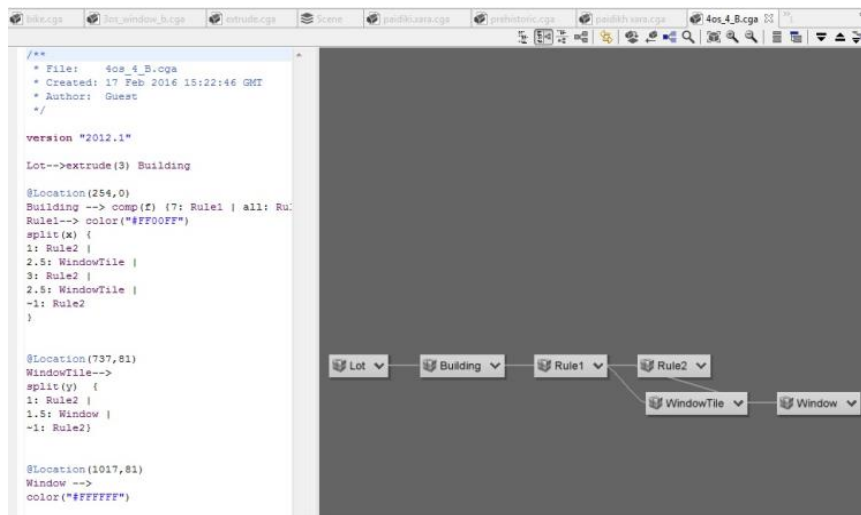 bike.cga 3os_window_b.cga extrude.cga Scene paidiki.xara.cga prehistoric.cga paidikh xara.cga 4os_4_B.cga
/**
* File: 4os_4_B.cga
* Created: 17 Feb 2016 15:22:46 GMT
* Author: Guest
*/
version "2012.1"
Lot-->extrude(3) Building
@Location(254,0)
Building --> comp(f) {7: Rule1 | all: Ru
Rule1--> color("#FF00FF")
split(x) {
1: Rule2 |
2.5: WindowTile |
3: Rule2 |
2.5: WindowTile |
~1: Rule2
}
@Location(737,81)
WindowTile-->
split(y) {
1: Rule2 |
1.5: Window |
~1: Rule2}
@Location(1017,81)
Window -->
color("#FFFFFF")
Lot Building Rule1 Rule2
WindowTile Window